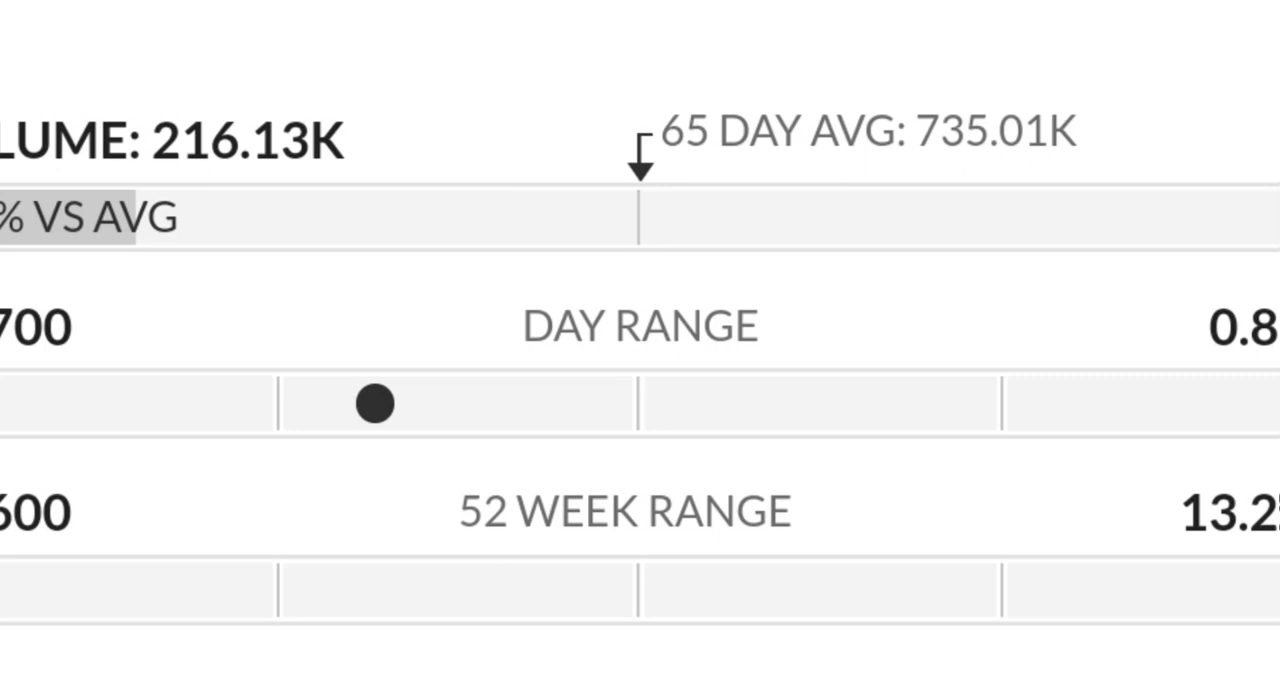 LUME: 216.13K
65 DAY AVG: 735.01K
% VS AVG
700 DAY RANGE 0.8
600 52 WEEK RANGE 13.2